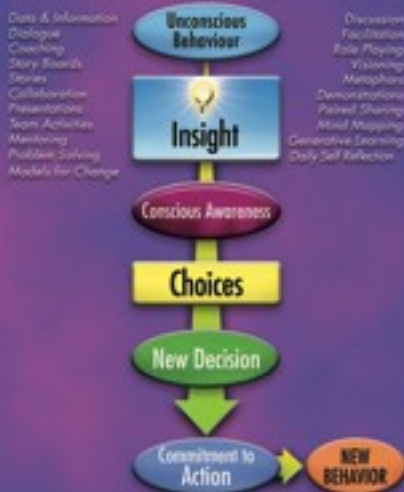 Data & Information
Dialogue
Coaching
Story Boards
Stories
Collaboration
Presentations
Team Activities
Mentoring
Problem Solving
Models for Change
Unconscious
Behaviour
Discussion
Facilitation
Role Playing
Visioning
Metaphors
Demonstrations
Paired Sharing
Mind Mapping
Generative Learning
Daily Self Reflection
Insight
Conscious Awareness
Choices
New Decision
Commitment to
Action
NEW
BEHAVIOR